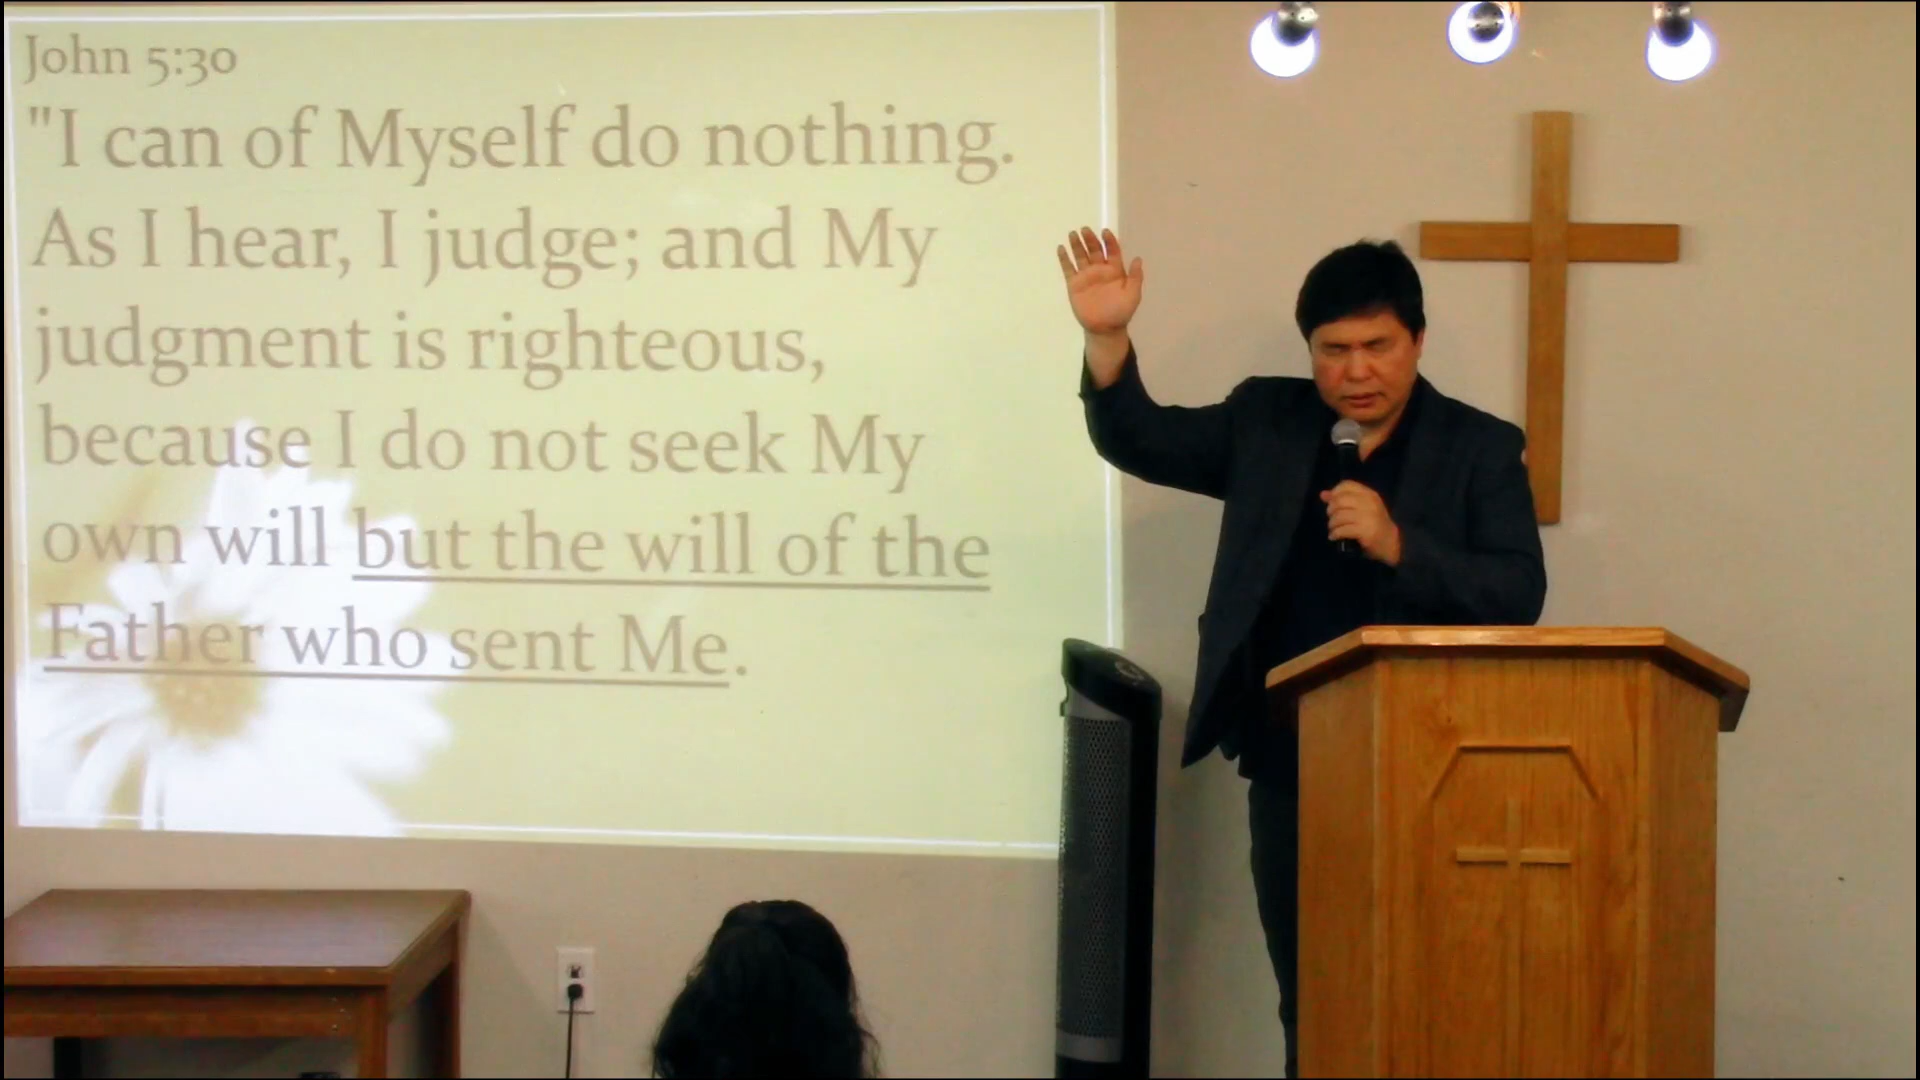 John 5:30
"I can of Myself do nothing.
As I hear, I judge; and My
judgment is righteous,
because I do not seek My
own will but the will of the
Father who sent Me.